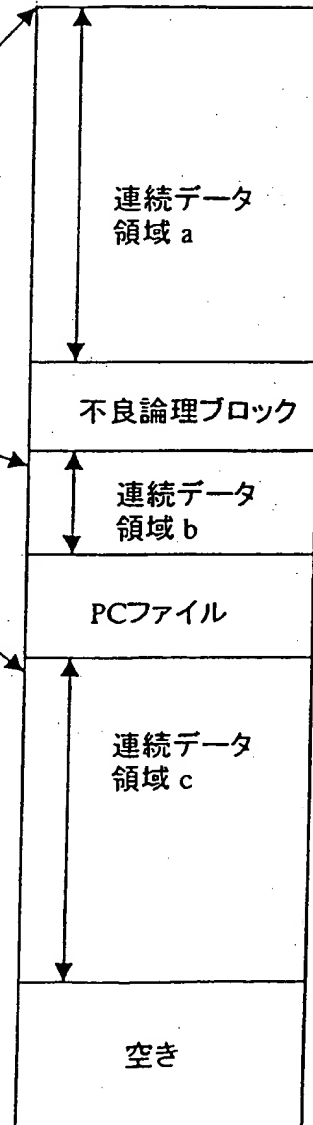 連続データ
領域 a
不良論理ブロック
連続データ
領域 b
PCファイル
連続データ
領域 c
空き